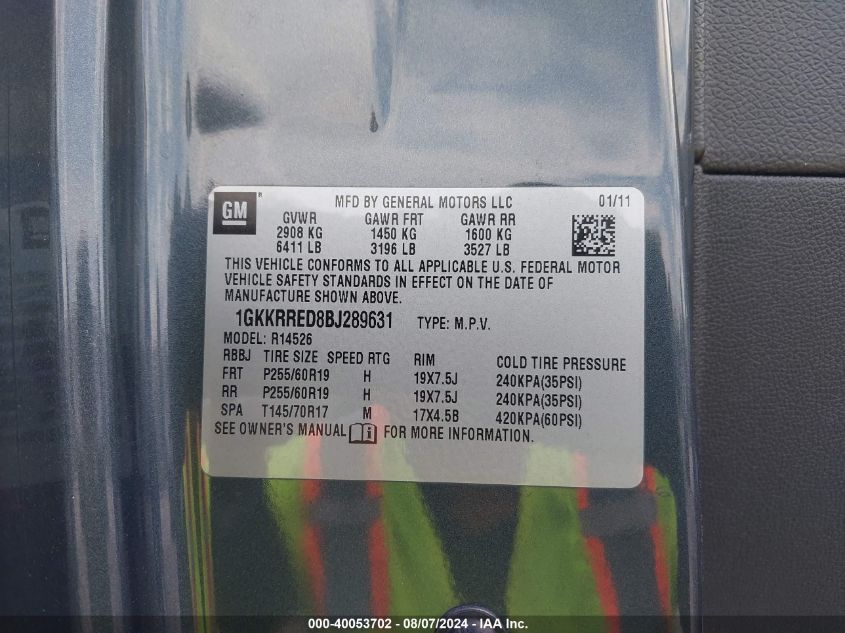 GM ® MFD BY GENERAL MOTORS LLC 01/11
GVWR GAWR FRT GAWR RR
2908 KG 1450 KG 1600 KG
6411 LB 3196 LB 3527 LB
THIS VEHICLE CONFORMS TO ALL APPLICABLE U.S. FEDERAL MOTOR
VEHICLE SAFETY STANDARDS IN EFFECT ON THE DATE OF
MANUFACTURE SHOWN ABOVE.
1GKKRRED8BJ289631 TYPE: M.P.V.
MODEL: R14526
RBBJ TIRE SIZE SPEED RTG RIM COLD TIRE PRESSURE
FRT P255/60R19 H 19X7.5J 240KPA(35PSI)
RR P255/60R19 H 19X7.5J 240KPA(35PSI)
SPA T145/70R17 M 17X4.5B 420KPA(60PSI)
SEE OWNER'S MANUAL i FOR MORE INFORMATION.
000-40053702 - 08/07/2024 - IAA Inc.